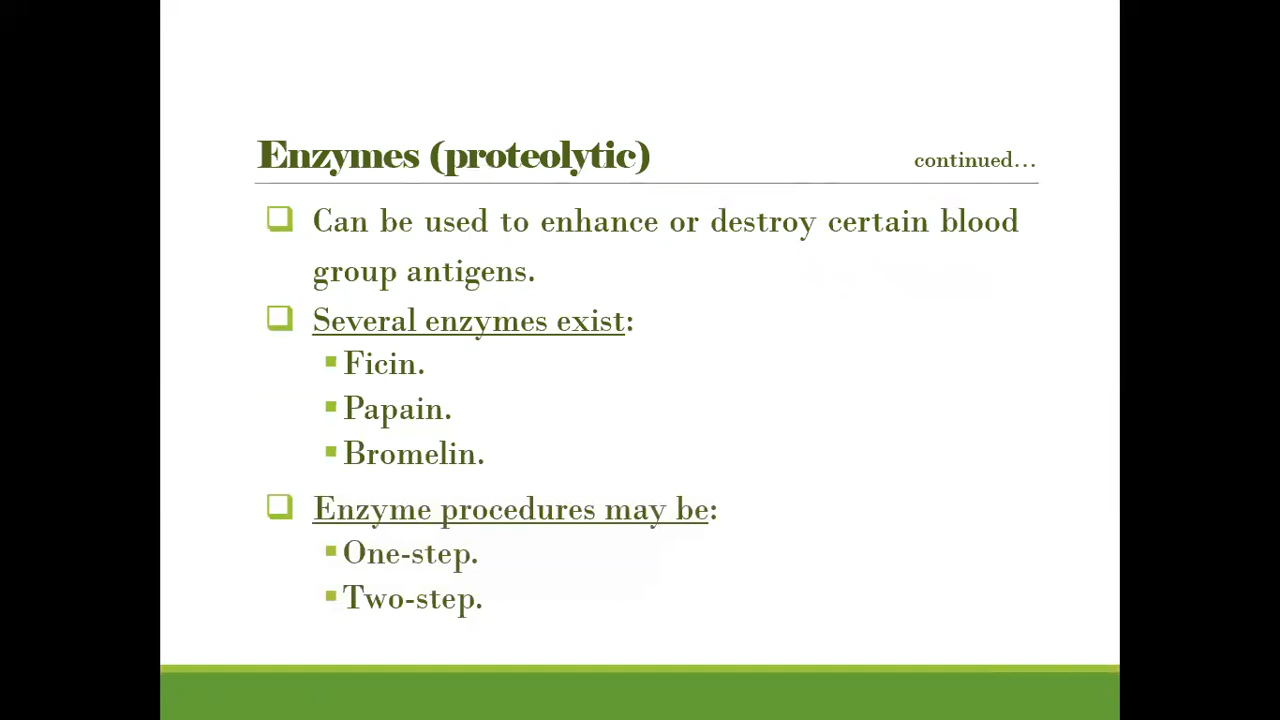 Enzymes (proteolytic) continued...
Can be used to enhance or destroy certain blood
group antigens.
Several enzymes exist:
Ficin.
Papain.
Bromelin.
Enzyme procedures may be:
One-step.
Two-step.